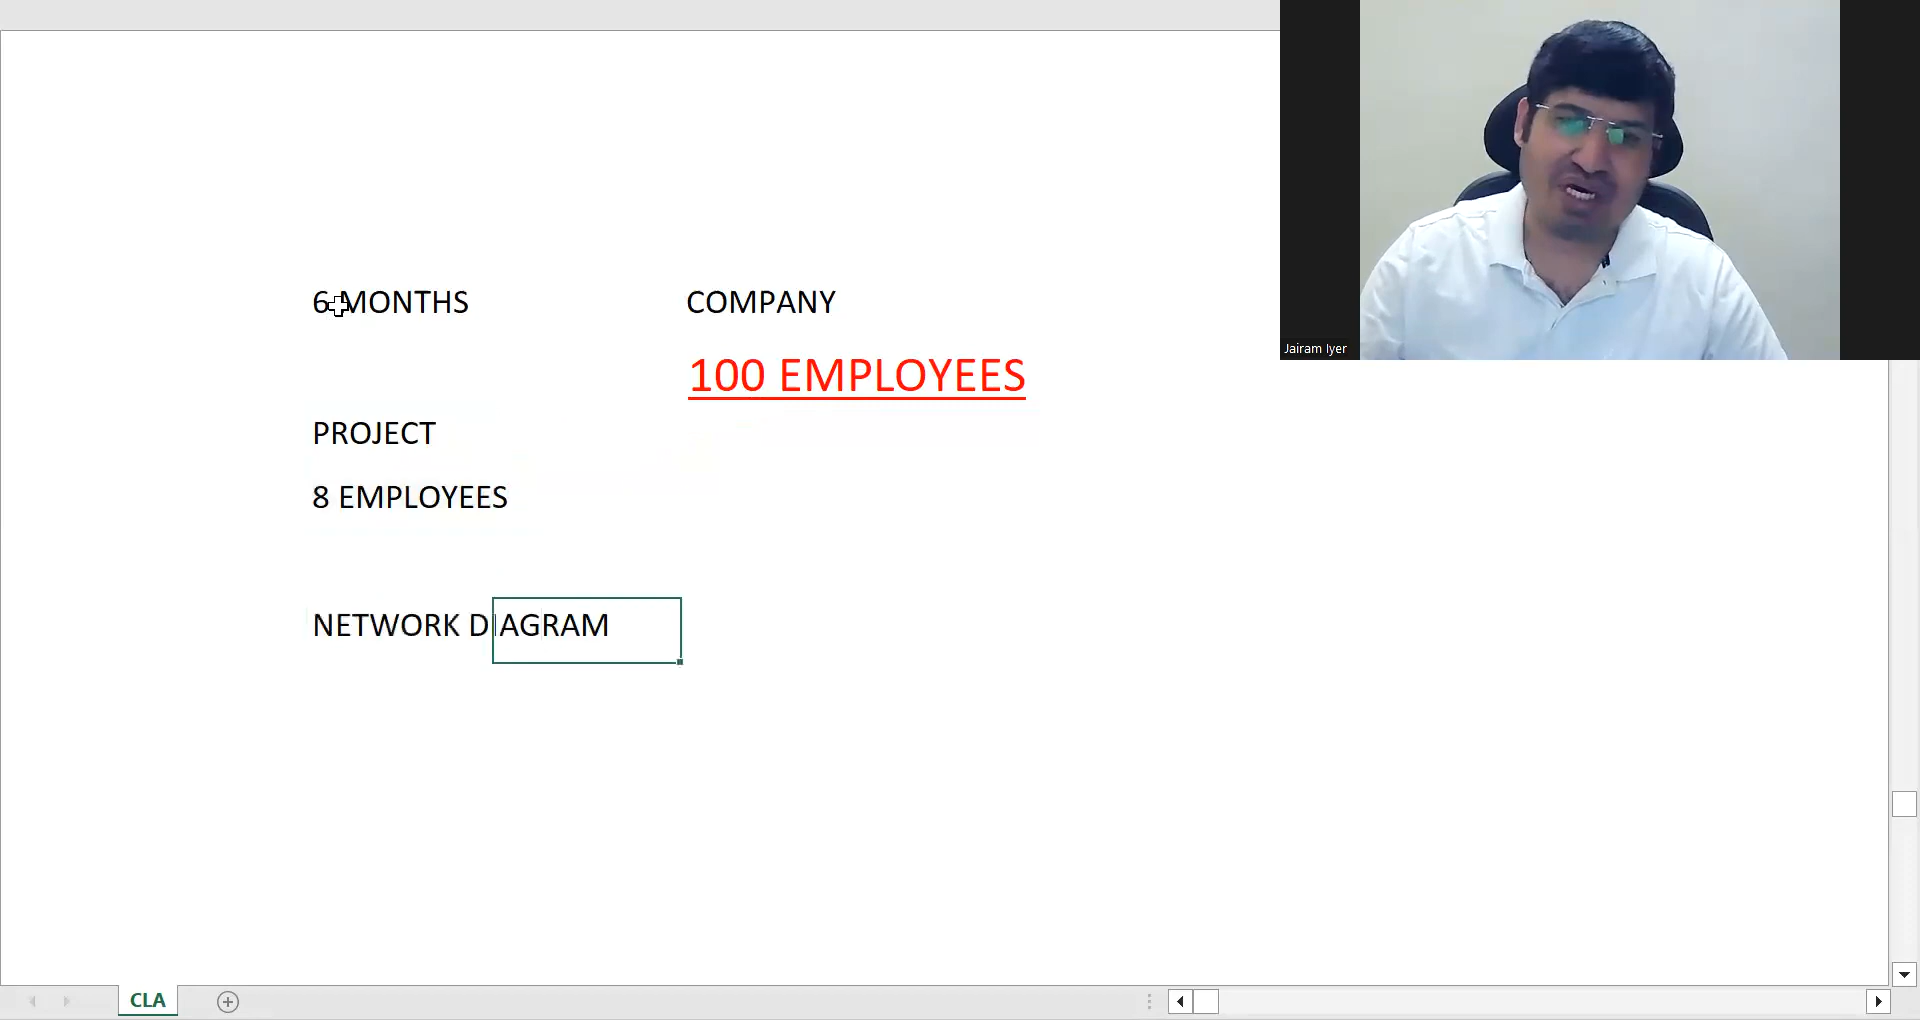 Jairam Iyer
6 MONTHS
COMPANY
100 EMPLOYEES
PROJECT
8 EMPLOYEES
NETWORK DIAGRAM
CLA